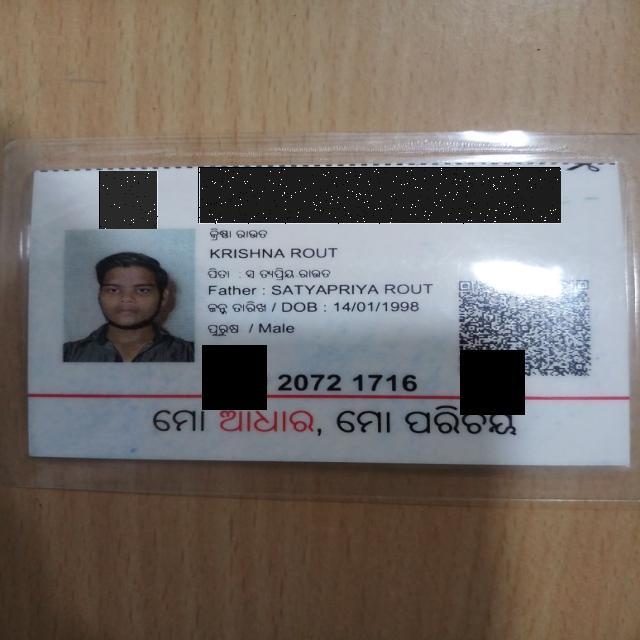 କ୍ରିଷ୍ଣା ରାଉତ
KRISHNA ROUT
ପିତା : ସତ୍ୟପ୍ରିୟ ରାଉତ
Father : SATYAPRIYA ROUT
ଜନ୍ମ ତାରିଖ / DOB : 14/01/1998
ପୁରୁଷ / Male
2072 1716
ମୋ ଆଧାର, ମୋ ପରିଚୟ